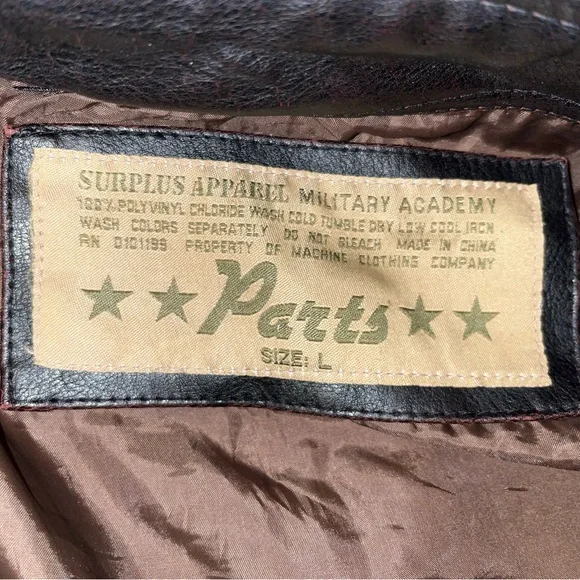 SURPLUS APPAREL MILITARY ACADEMY
100% POLYVINYL CHLORIDE WASH COLD TUMBLE DRY LOW COOL IRON
WASH COLORS SEPARATELY DO NOT BLEACH MADE IN CHINA
RN 0101199 PROPERTY OF MACHINE CLOTHING COMPANY
Parts
SIZE: L